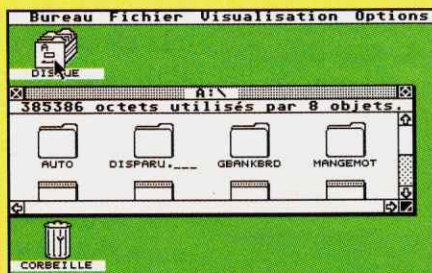 Bureau Fichier Visualisation Options
A
DISQUE
A:\
385386 octets utilisés par 8 objets.
AUTO DISPARU.___ GBANKBRD MANGEMOT
CORBEILLE